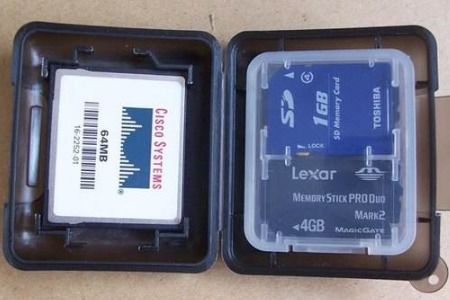 CISCO SYSTEMS
64MB
16-2252-01
SD
1GB
SD Memory Card
TOSHIBA
LOCK
Lexar
MEMORY STICK PRO DUO
MARK2
4GB
MAGICGATE